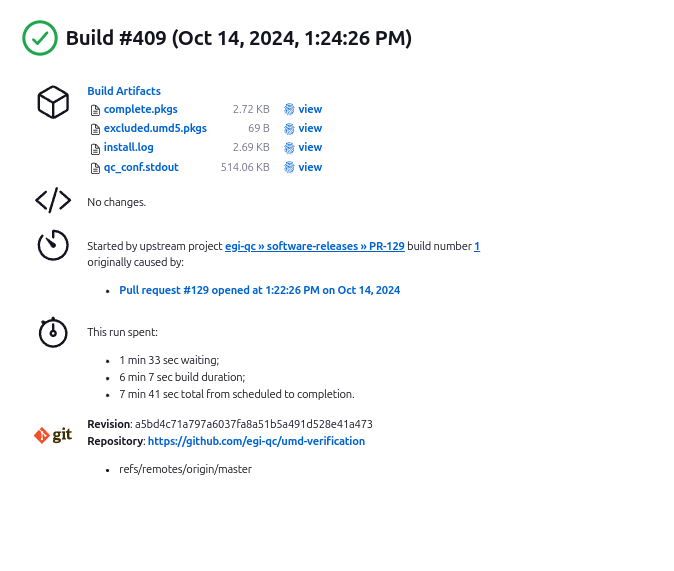 Build #409 (Oct 14, 2024, 1:24:26 PM)
Build Artifacts
complete.pkgs 2.72 KB view
excluded.umd5.pkgs 69 B view
install.log 2.69 KB view
qc_conf.stdout 514.06 KB view
No changes.
Started by upstream project egi-qc » software-releases » PR-129 build number 1
originally caused by:
• Pull request #129 opened at 1:22:26 PM on Oct 14, 2024
This run spent:
• 1 min 33 sec waiting;
• 6 min 7 sec build duration;
• 7 min 41 sec total from scheduled to completion.
git
Revision: a5bd4c71a797a6037fa8a51b5a491d528e41a473
Repository: https://github.com/egi-qc/umd-verification
• refs/remotes/origin/master